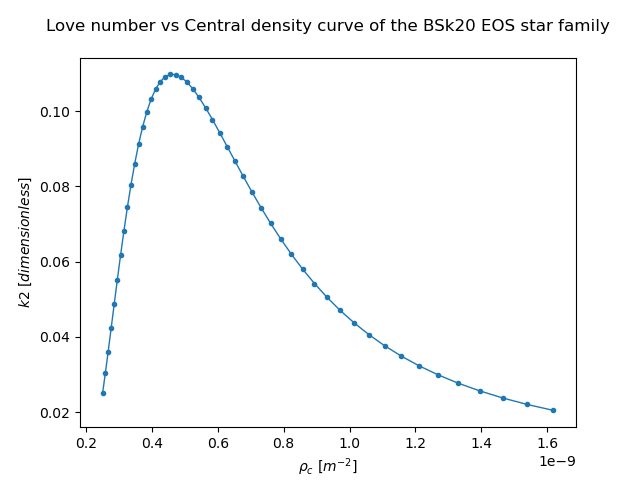 Love number vs Central density curve of the BSk20 EOS star family
k2 [dimensionless]
0.10
0.08
0.06
0.04
0.02
0.2 0.4 0.6 0.8 1.0 1.2 1.4 1.6
1e−9
ρ_c [m^{-2}]